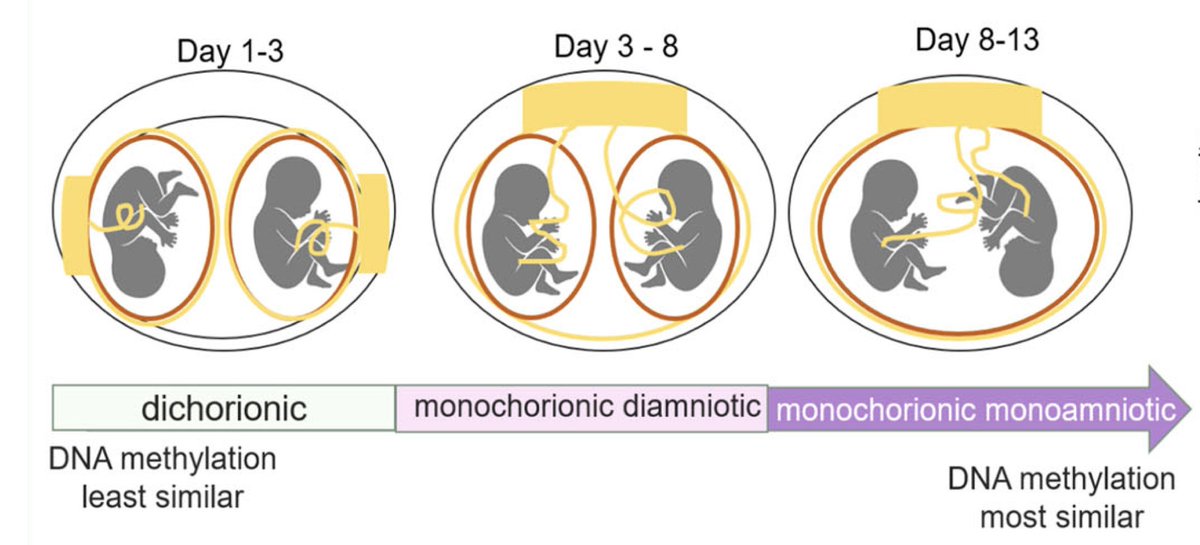 Day 1-3
Day 3 - 8
Day 8-13
dichorionic
monochorionic diamniotic
monochorionic monoamniotic
DNA methylation
least similar
DNA methylation
most similar